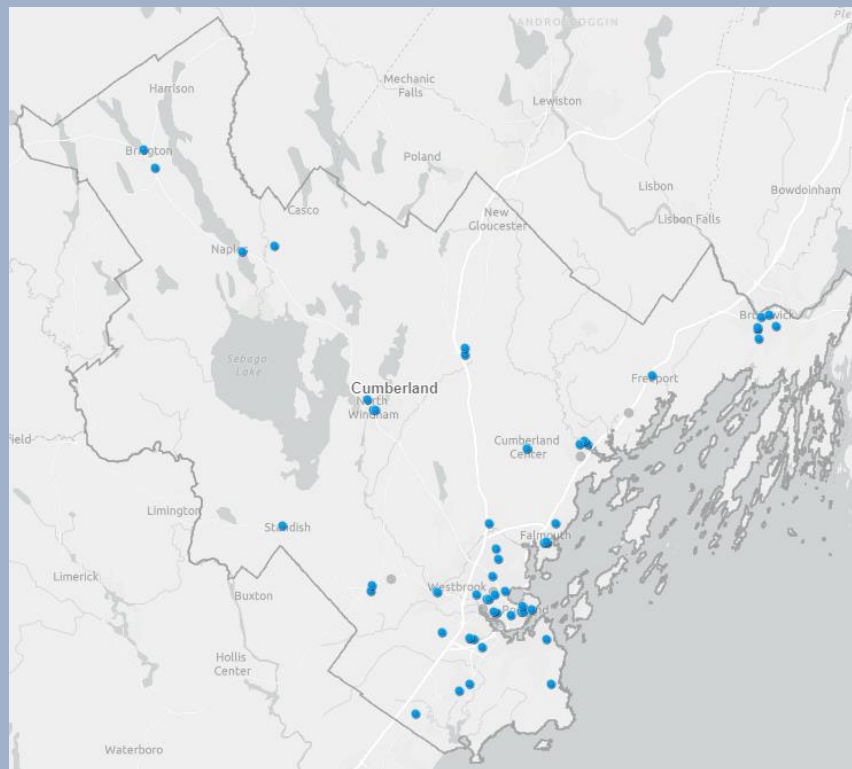 ANDROSCOGGIN
Harrison
Mechanic
Falls
Lewiston
Bridgton
Poland
Lisbon
Bowdoinham
Casco
New
Gloucester
Lisbon Falls
Naples
Brunswick
Sebago
Lake
Freeport
Cumberland
North
Windham
Cumberland
Center
field
Limington
Standish
Falmouth
Limerick
Buxton
Westbrook
Portland
Hollis
Center
Waterboro